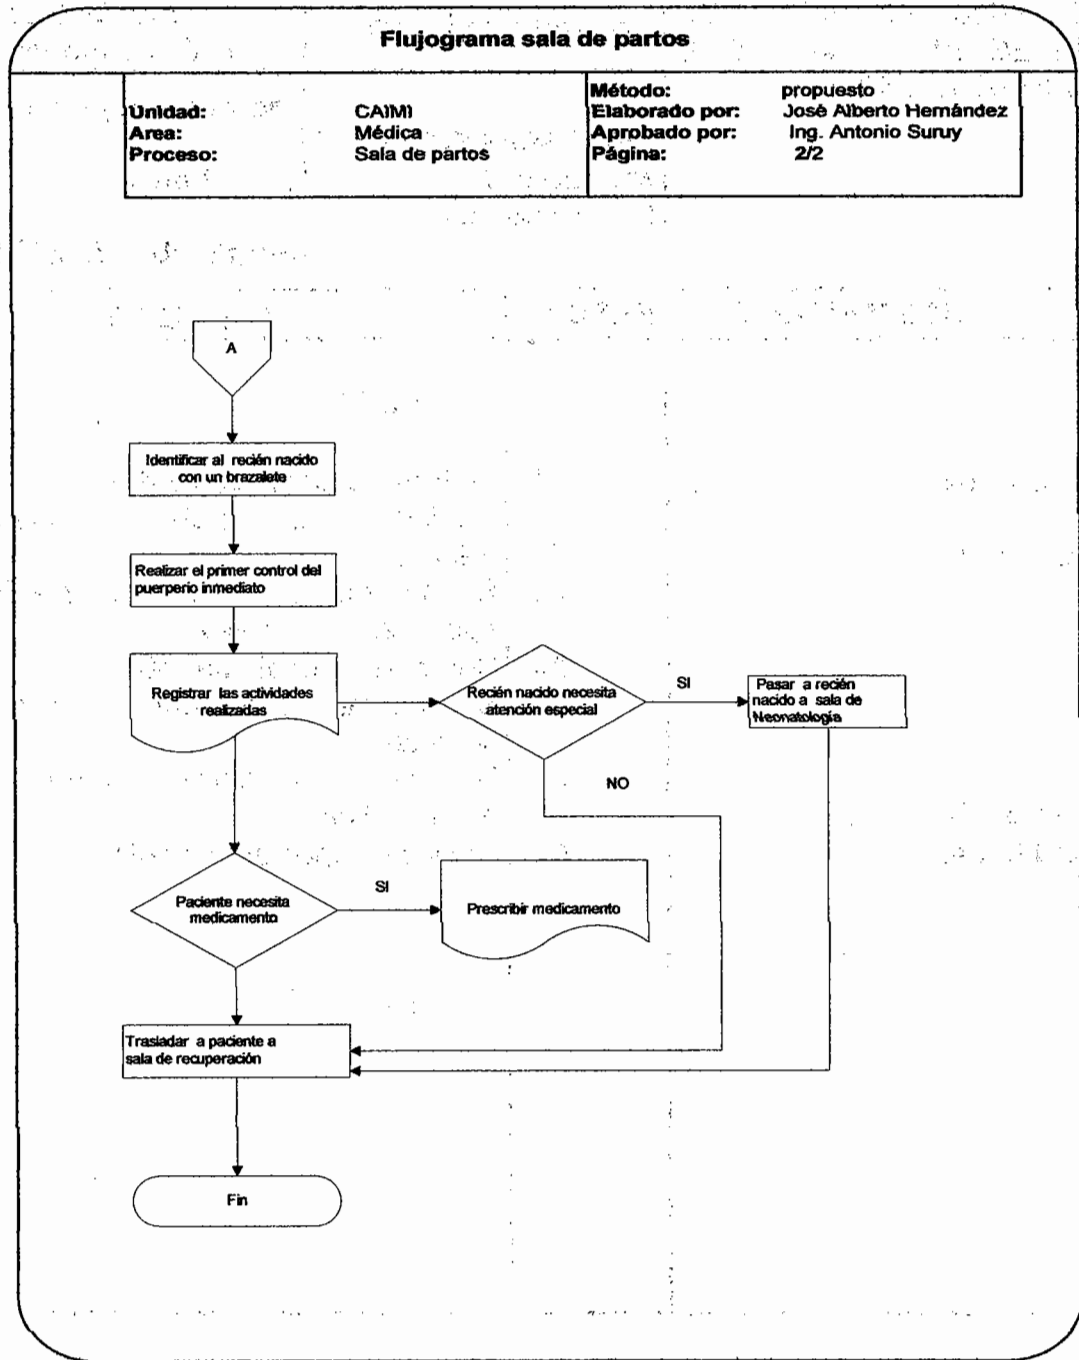 Flujograma sala de partos
Unidad: CAIMI
Area: Médica
Proceso: Sala de partos
Método: propuesto
Elaborado por: José Alberto Hernández
Aprobado por: Ing. Antonio Suruy
Página: 2/2
A
Identificar al recién nacido
con un brazalete
Realizar el primer control del
puerperio inmediato
Registrar las actividades
realizadas
Recién nacido necesita
atención especial
SI
Pasar a recién
nacido a sala de
Neonatología
NO
Paciente necesita
medicamento
SI
Prescribir medicamento
Trasladar a paciente a
sala de recuperación
Fin